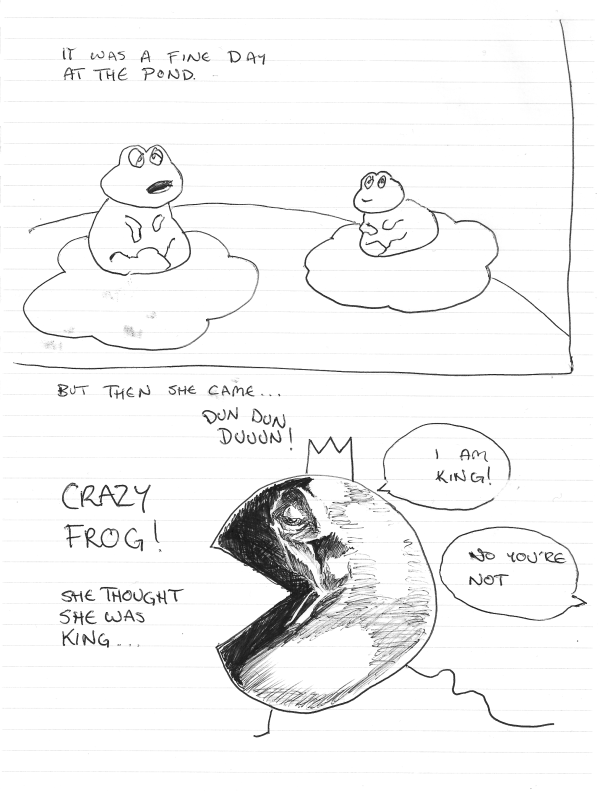 IT WAS A FINE DAY
AT THE POND.
BUT THEN SHE CAME...
DUN DUN
DUUUN!
I AM
KING!
CRAZY
FROG!
NO YOU'RE
NOT
SHE THOUGHT
SHE WAS
KING...